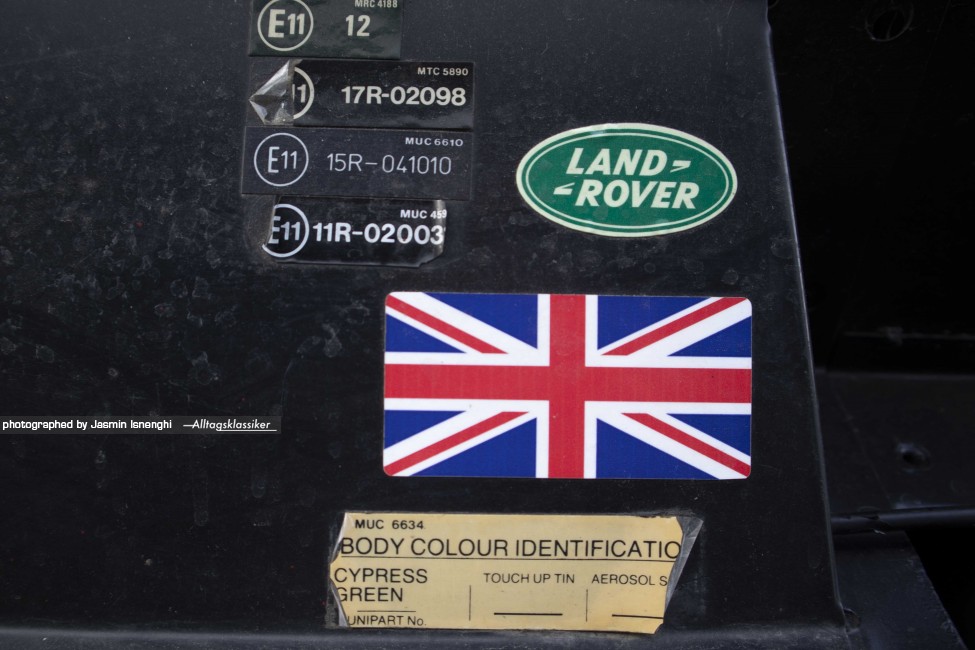 MRC 4188
E11 12
MTC 5890
17R-02098
MUC 6610
E11 15R-041010
MUC
E11 11R-02003
LAND-
-ROVER
photographed by Jasmin Isnenghi —Alltagsklassiker
MUC 6634
BODY COLOUR IDENTIFICATIO
CYPRESS TOUCH UP TIN AEROSOL S
GREEN
UNIPART No.